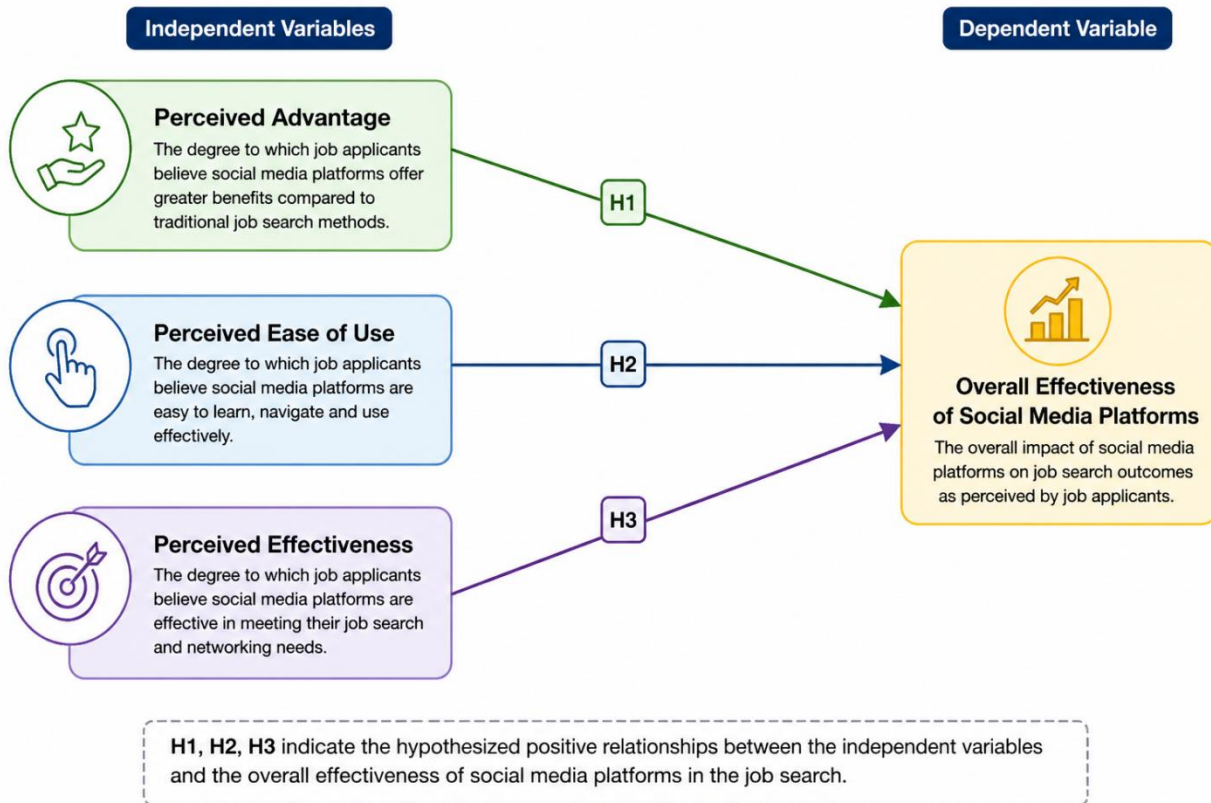 Independent Variables
Dependent Variable
Perceived Advantage
The degree to which job applicants
believe social media platforms offer
greater benefits compared to
traditional job search methods.
H1
Perceived Ease of Use
The degree to which job applicants
believe social media platforms are
easy to learn, navigate and use
effectively.
H2
Perceived Effectiveness
The degree to which job applicants
believe social media platforms are
effective in meeting their job search
and networking needs.
H3
Overall Effectiveness
of Social Media Platforms
The overall impact of social media
platforms on job search outcomes
as perceived by job applicants.
H1, H2, H3 indicate the hypothesized positive relationships between the independent variables
and the overall effectiveness of social media platforms in the job search.